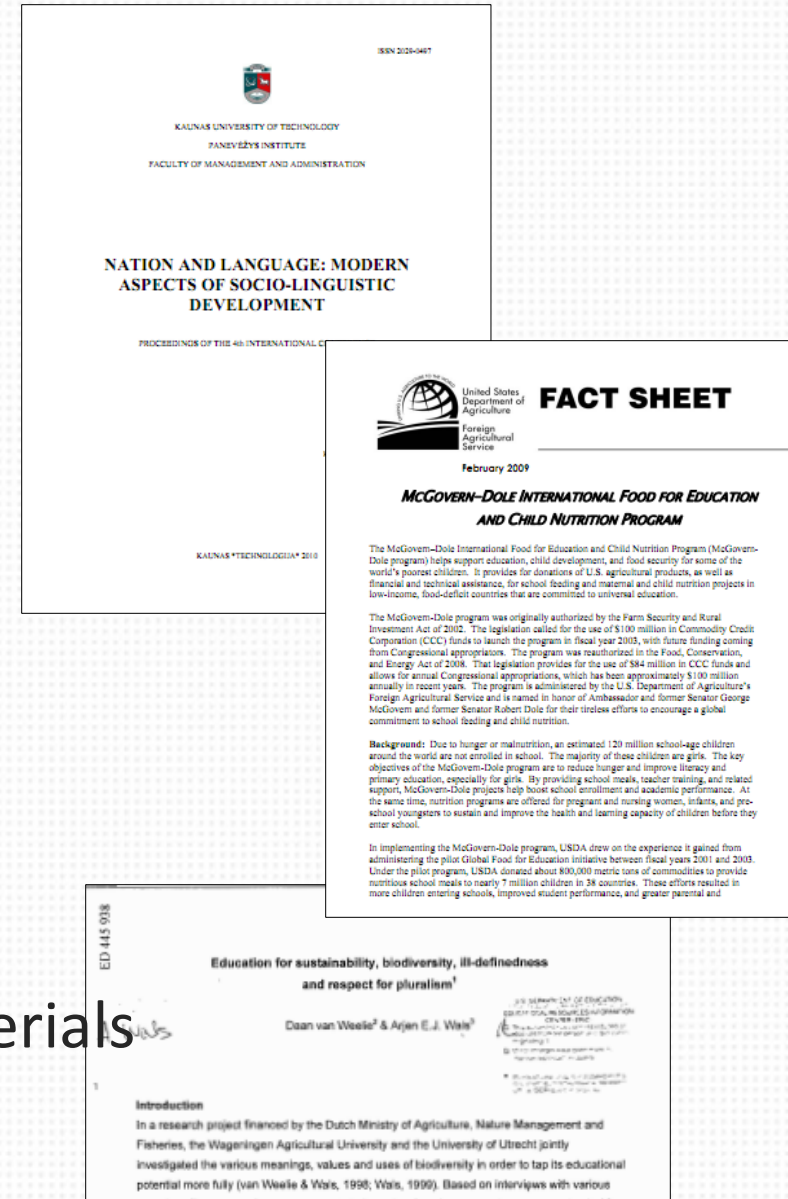 ISSN 2029-0497
KAUNAS UNIVERSITY OF TECHNOLOGY
PANEVĖŽYS INSTITUTE
FACULTY OF MANAGEMENT AND ADMINISTRATION
NATION AND LANGUAGE: MODERN
ASPECTS OF SOCIO-LINGUISTIC
DEVELOPMENT
PROCEEDINGS OF THE 4th INTERNATIONAL C
KAUNAS *TECHNOLOGIJA* 2010
United States
Department of
Agriculture
Foreign
Agricultural
Service
FACT SHEET
February 2009
MCGOVERN–DOLE INTERNATIONAL FOOD FOR EDUCATION
AND CHILD NUTRITION PROGRAM
The McGovern–Dole International Food for Education and Child Nutrition Program (McGovern-
Dole program) helps support education, child development, and food security for some of the
world's poorest children. It provides for donations of U.S. agricultural products, as well as
financial and technical assistance, for school feeding and maternal and child nutrition projects in
low-income, food-deficit countries that are committed to universal education.
The McGovern-Dole program was originally authorized by the Farm Security and Rural
Investment Act of 2002. The legislation called for the use of $100 million in Commodity Credit
Corporation (CCC) funds to launch the program in fiscal year 2003, with future funding coming
from Congressional appropriators. The program was reauthorized in the Food, Conservation,
and Energy Act of 2008. That legislation provides for the use of $84 million in CCC funds and
allows for annual Congressional appropriations, which has been approximately $100 million
annually in recent years. The program is administered by the U.S. Department of Agriculture's
Foreign Agricultural Service and is named in honor of Ambassador and former Senator George
McGovern and former Senator Robert Dole for their tireless efforts to encourage a global
commitment to school feeding and child nutrition.
Background: Due to hunger or malnutrition, an estimated 120 million school-age children
around the world are not enrolled in school. The majority of these children are girls. The key
objectives of the McGovern-Dole program are to reduce hunger and improve literacy and
primary education, especially for girls. By providing school meals, teacher training, and related
support, McGovern-Dole projects help boost school enrollment and academic performance. At
the same time, nutrition programs are offered for pregnant and nursing women, infants, and pre-
school youngsters to sustain and improve the health and learning capacity of children before they
enter school.
In implementing the McGovern-Dole program, USDA drew on the experience it gained from
administering the pilot Global Food for Education initiative between fiscal years 2001 and 2003.
Under the pilot program, USDA donated about 800,000 metric tons of commodities to provide
nutritious school meals to nearly 7 million children in 38 countries. These efforts resulted in
more children entering schools, improved student performance, and greater parental and
ED 445 938
Education for sustainability, biodiversity, ill-definedness
and respect for pluralism¹
erials
Daan van Weelie² & Arjen E.J. Wals³
U.S. DEPARTMENT OF EDUCATION
1
Introduction
In a research project financed by the Dutch Ministry of Agriculture, Nature Management and
Fisheries, the Wageningen Agricultural University and the University of Utrecht jointly
investigated the various meanings, values and uses of biodiversity in order to tap its educational
potential more fully (van Weelie & Wals, 1998; Wals, 1999). Based on interviews with various